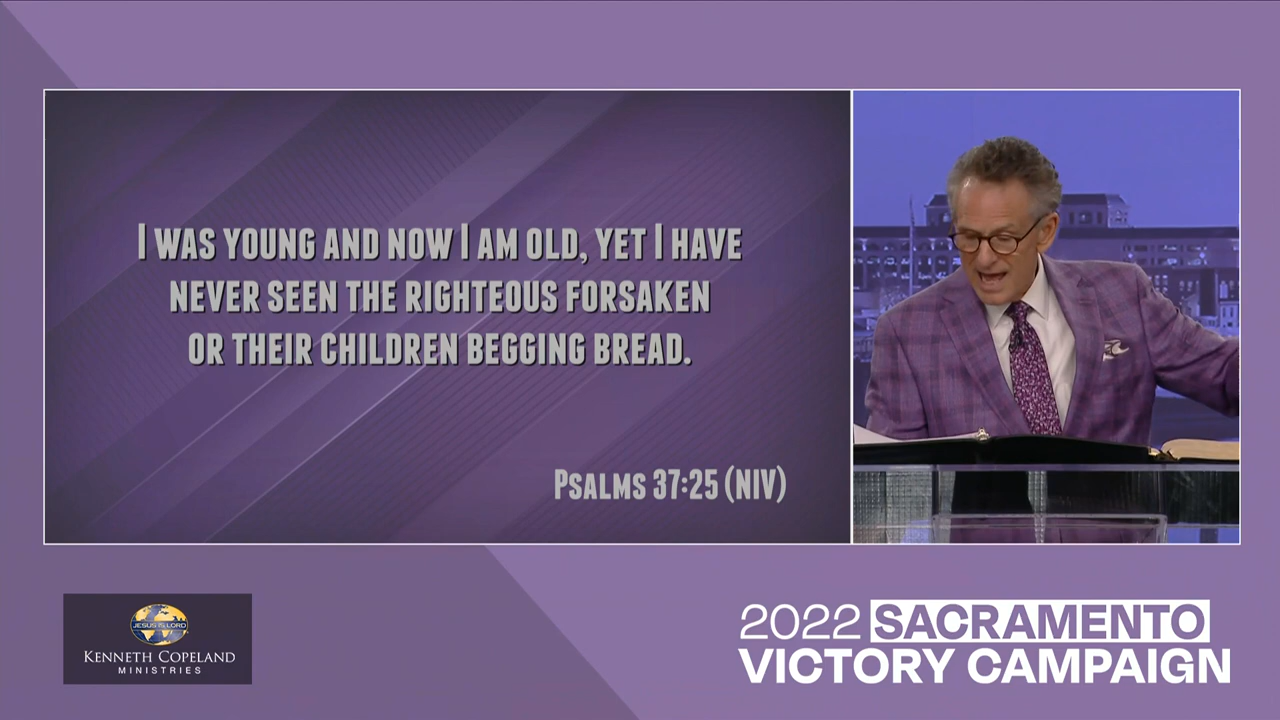 I WAS YOUNG AND NOW I AM OLD, YET I HAVE
NEVER SEEN THE RIGHTEOUS FORSAKEN
OR THEIR CHILDREN BEGGING BREAD.
PSALMS 37:25 (NIV)
JESUS IS LORD
KENNETH COPELAND
MINISTRIES
2022 SACRAMENTO
VICTORY CAMPAIGN